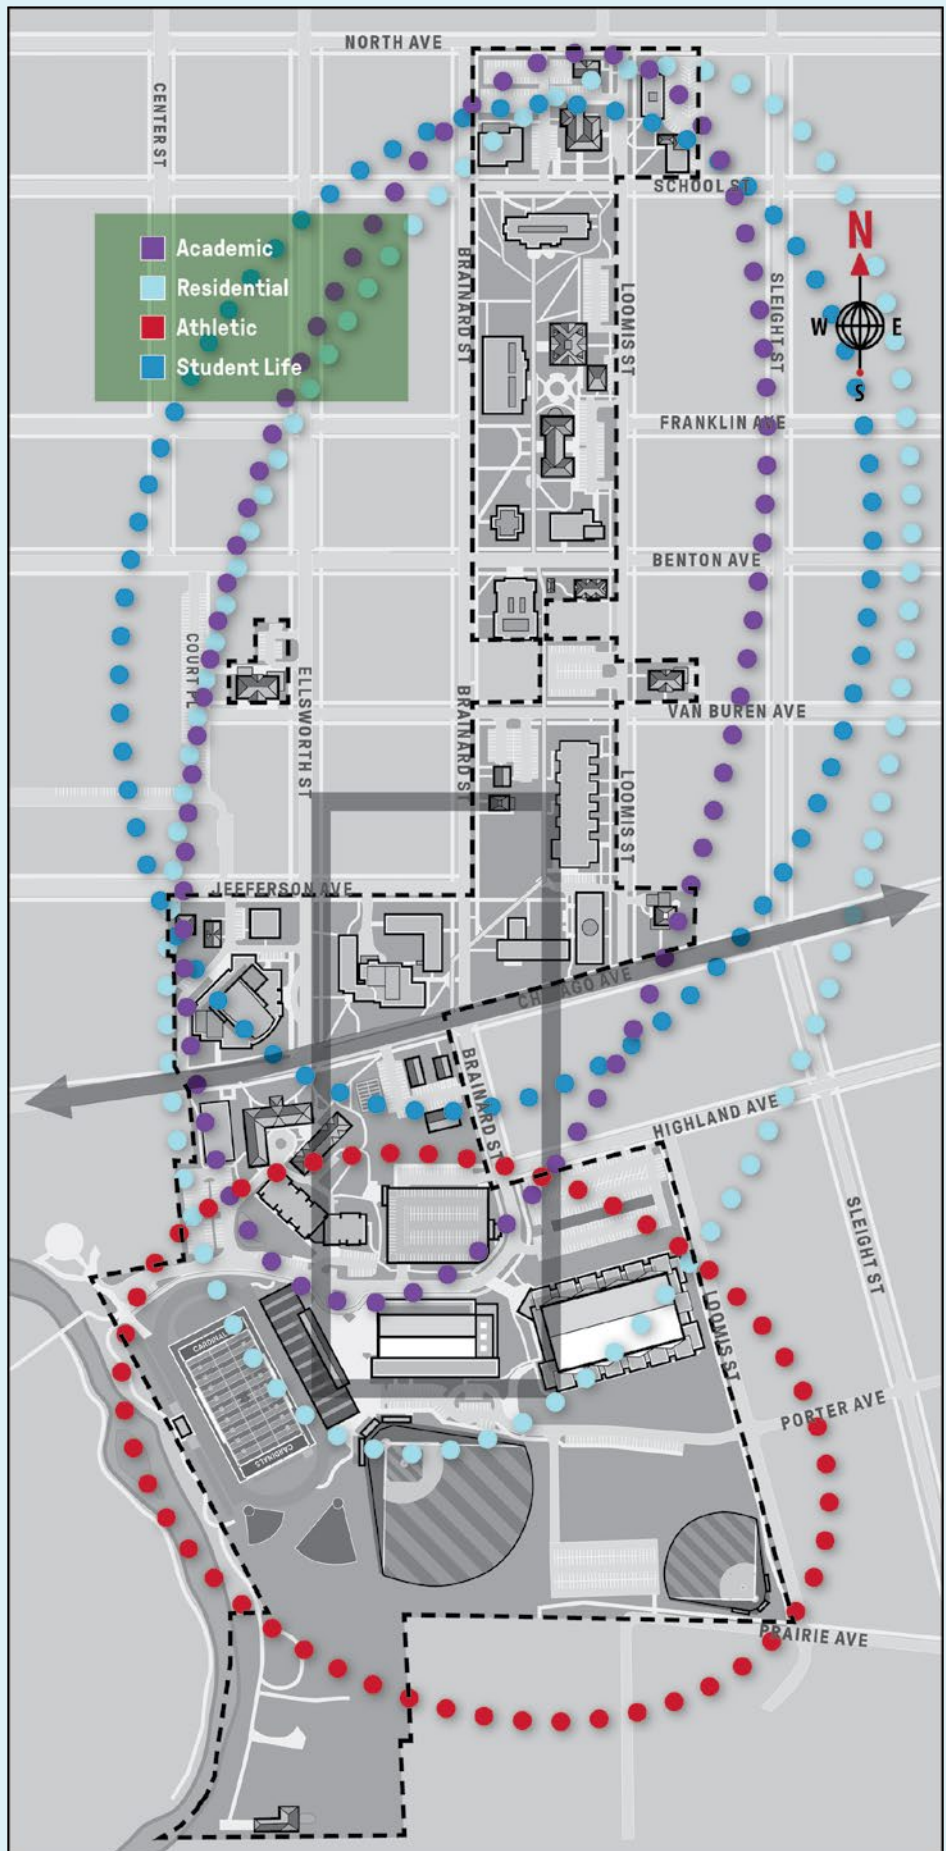 NORTH AVE
CENTER ST
SCHOOL ST
Academic
Residential
Athletic
Student Life
N
W
E
S
BRAINARD ST
LOOMIS ST
SLEIGHT ST
FRANKLIN AVE
BENTON AVE
COURT PL
ELLSWORTH ST
BRAINARD ST
VAN BUREN AVE
LOOMIS ST
JEFFERSON AVE
CHICAGO AVE
BRAINARD ST
HIGHLAND AVE
SLEIGHT ST
LOOMIS ST
CARDINALS
CARDINALS
PORTER AVE
PRAIRIE AVE